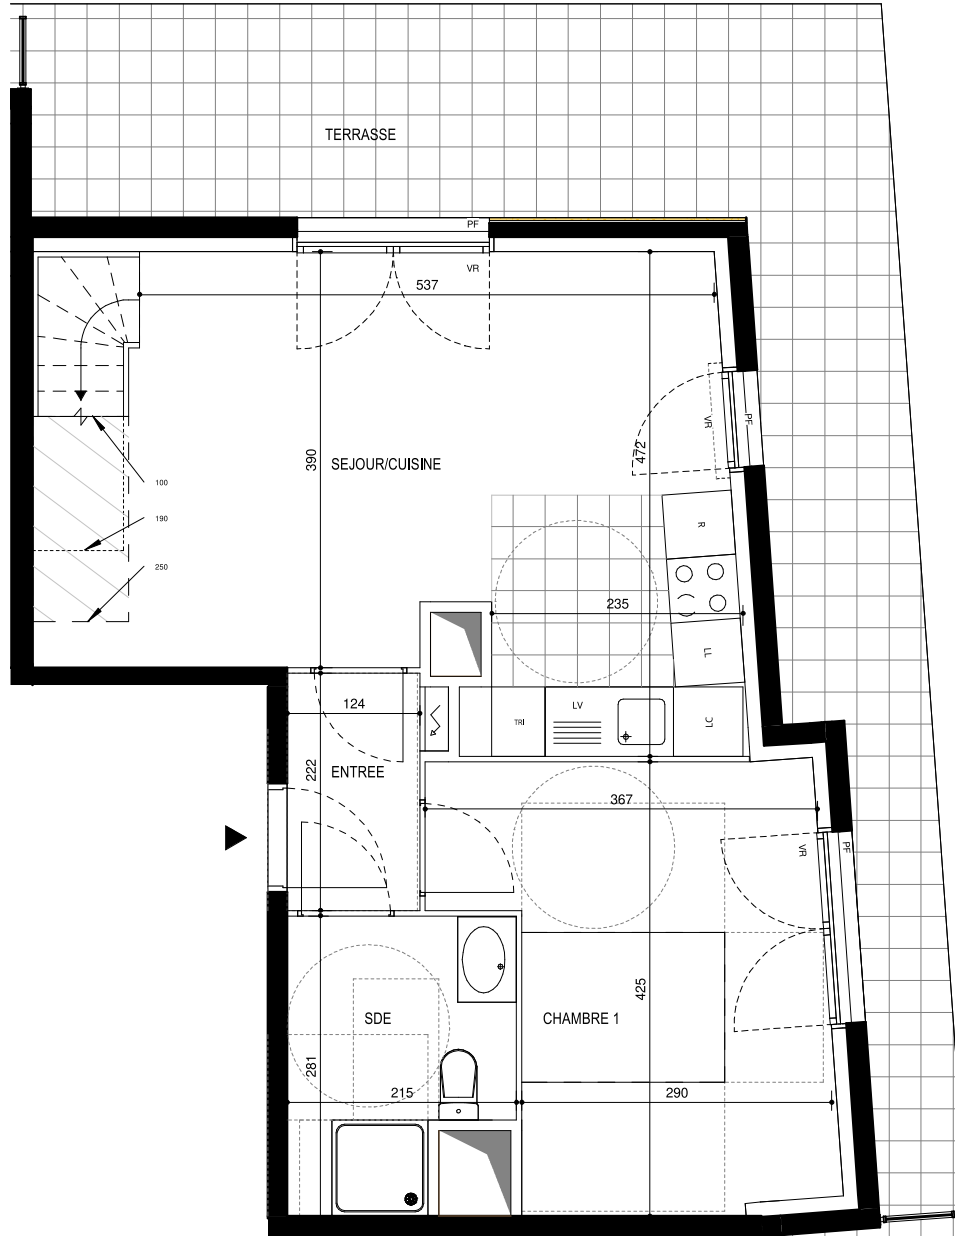 TERRASSE
PF
VR
537
390
SEJOUR/CUISINE
472
VR
PF
100
190
250
R
235
LL
124
TRI
LV
LC
222
ENTREE
367
VR
PF
425
SDE
CHAMBRE 1
281
215
290